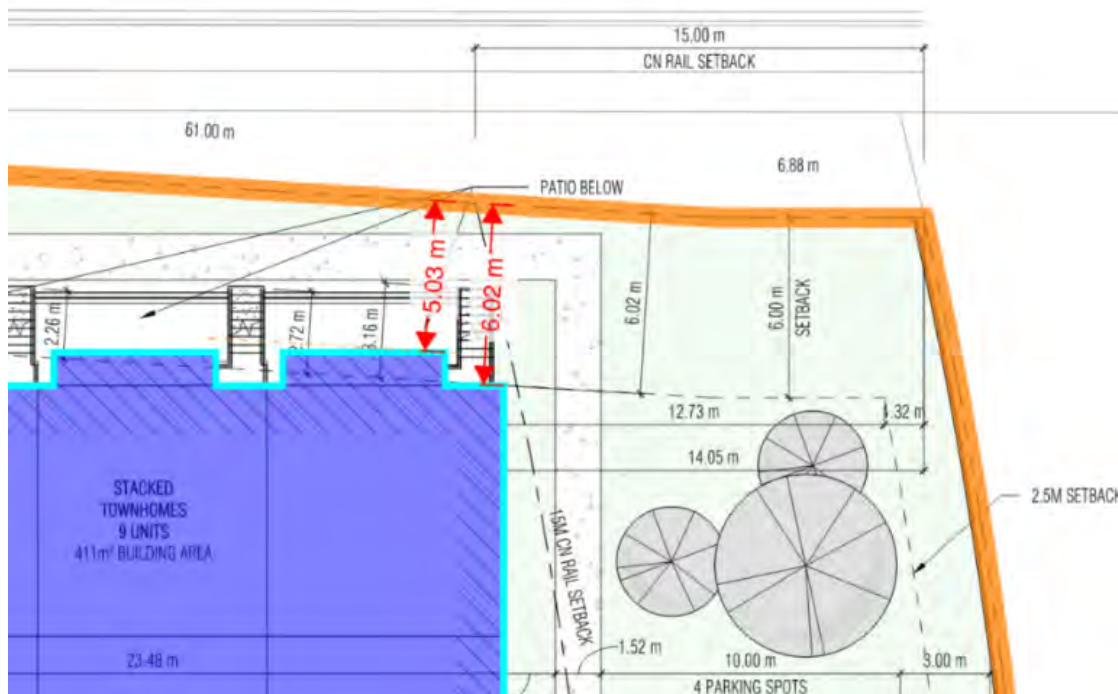 15.00 m
CN RAIL SETBACK
61.00 m
6.88 m
PATIO BELOW
5.03 m
6.02 m
2.26 m
2.72 m
3.16 m
6.02 m
6.00 m
SETBACK
12.73 m
1.32 m
14.05 m
STACKED
TOWNHOMES
9 UNITS
411m² BUILDING AREA
2.5M SETBACK
15M CN RAIL SETBACK
23.48 m
1.52 m
10.00 m
3.00 m
4 PARKING SPOTS